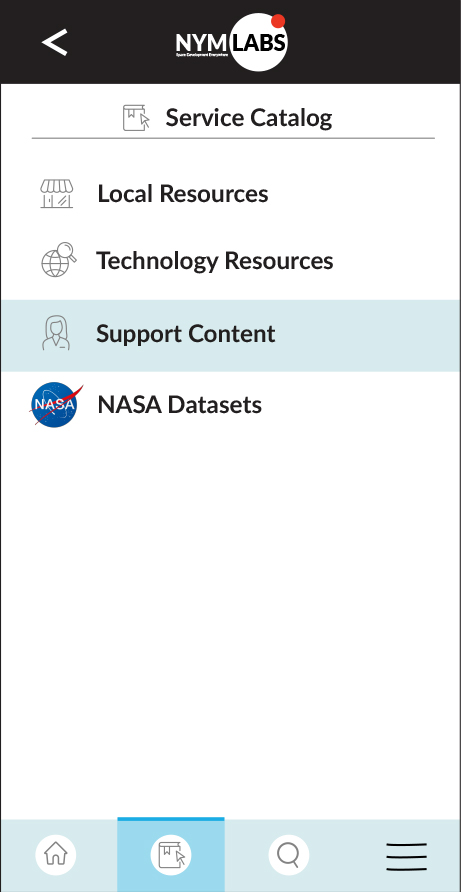 NYM LABS
Space Development Everywhere
Service Catalog
Local Resources
Technology Resources
Support Content
NASA
NASA Datasets